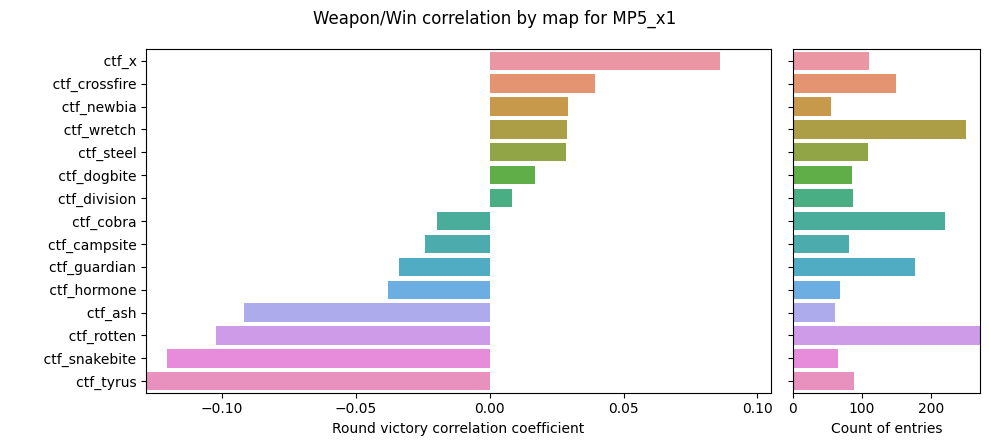 Weapon/Win correlation by map for MP5_x1
ctf_x
ctf_crossfire
ctf_newbia
ctf_wretch
ctf_steel
ctf_dogbite
ctf_division
ctf_cobra
ctf_campsite
ctf_guardian
ctf_hormone
ctf_ash
ctf_rotten
ctf_snakebite
ctf_tyrus
−0.10 −0.05 0.00 0.05 0.10
Round victory correlation coefficient
0 100 200
Count of entries